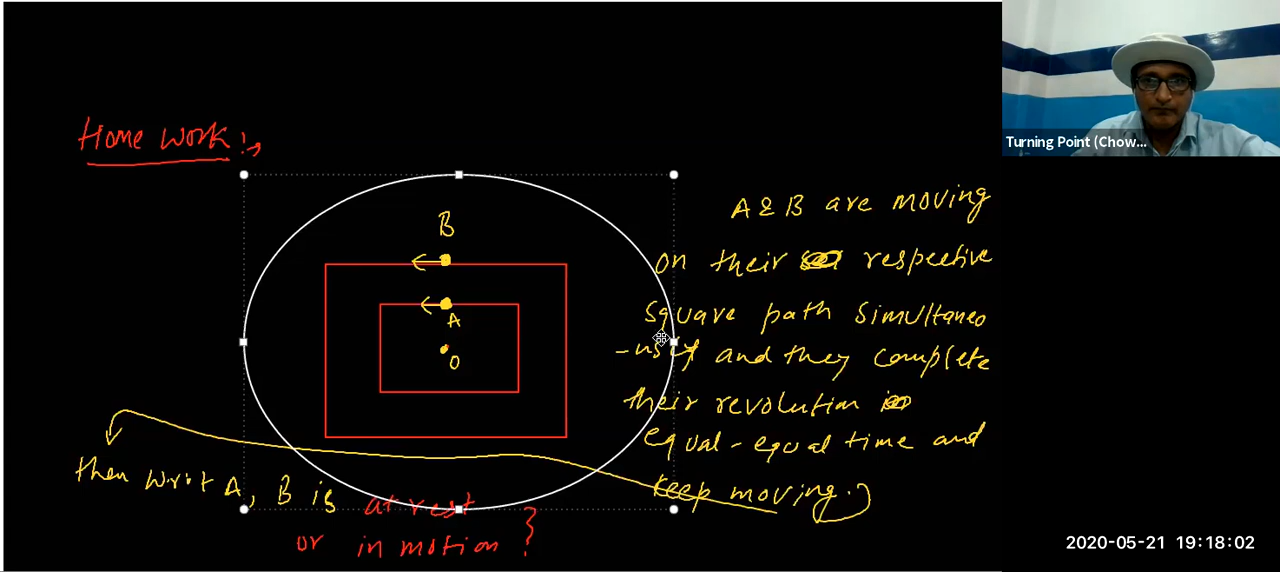 Turning Point (Chow...
Home work :→
A & B are moving
on their respective
square path simultaneo
-usly and they complete
their revolution in
equal-equal time and
keep moving.
B
A
O
then w.r.t A, B is at rest
or in motion ?
2020-05-21 19:18:02